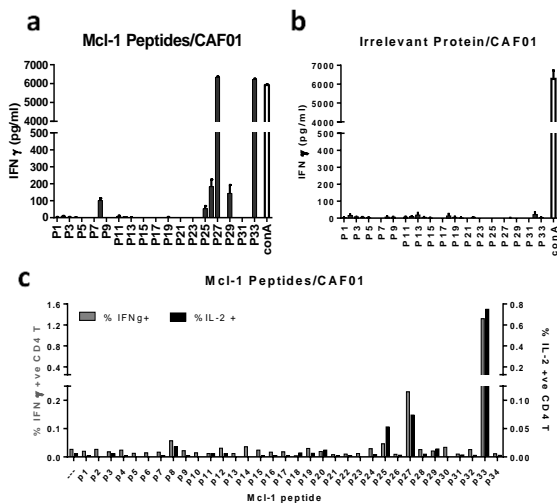 a
Mcl-1 Peptides/CAF01
IFN γ (pg/ml)
7000
6000
5000
500
400
300
200
100
0
P1 P3 P5 P7 P9 P11 P13 P15 P17 P19 P21 P23 P25 P27 P29 P31 P33 conA
b
Irrelevant Protein/CAF01
IFN γ (pg/ml)
7000
6000
5000
500
400
300
200
100
0
P1 P3 P5 P7 P9 P11 P13 P15 P17 P19 P21 P23 P25 P27 P29 P31 P33 conA
c
Mcl-1 Peptides/CAF01
% IFNg+ % IL-2 +
% IFN γ +ve CD4 T
1.6
1.2
0.8
0.4
0.2
0.1
0.0
% IL-2 +ve CD4 T
0.8
0.6
0.4
0.2
0.15
0.10
0.05
0.00
--- p1 p2 p3 p4 p5 p6 p7 p8 p9 p10 p11 p12 p13 p14 p15 p16 p17 p18 p19 p20 p21 p22 p23 p24 p25 p26 p27 p28 p29 p30 p31 p32 p33 p34
Mcl-1 peptide